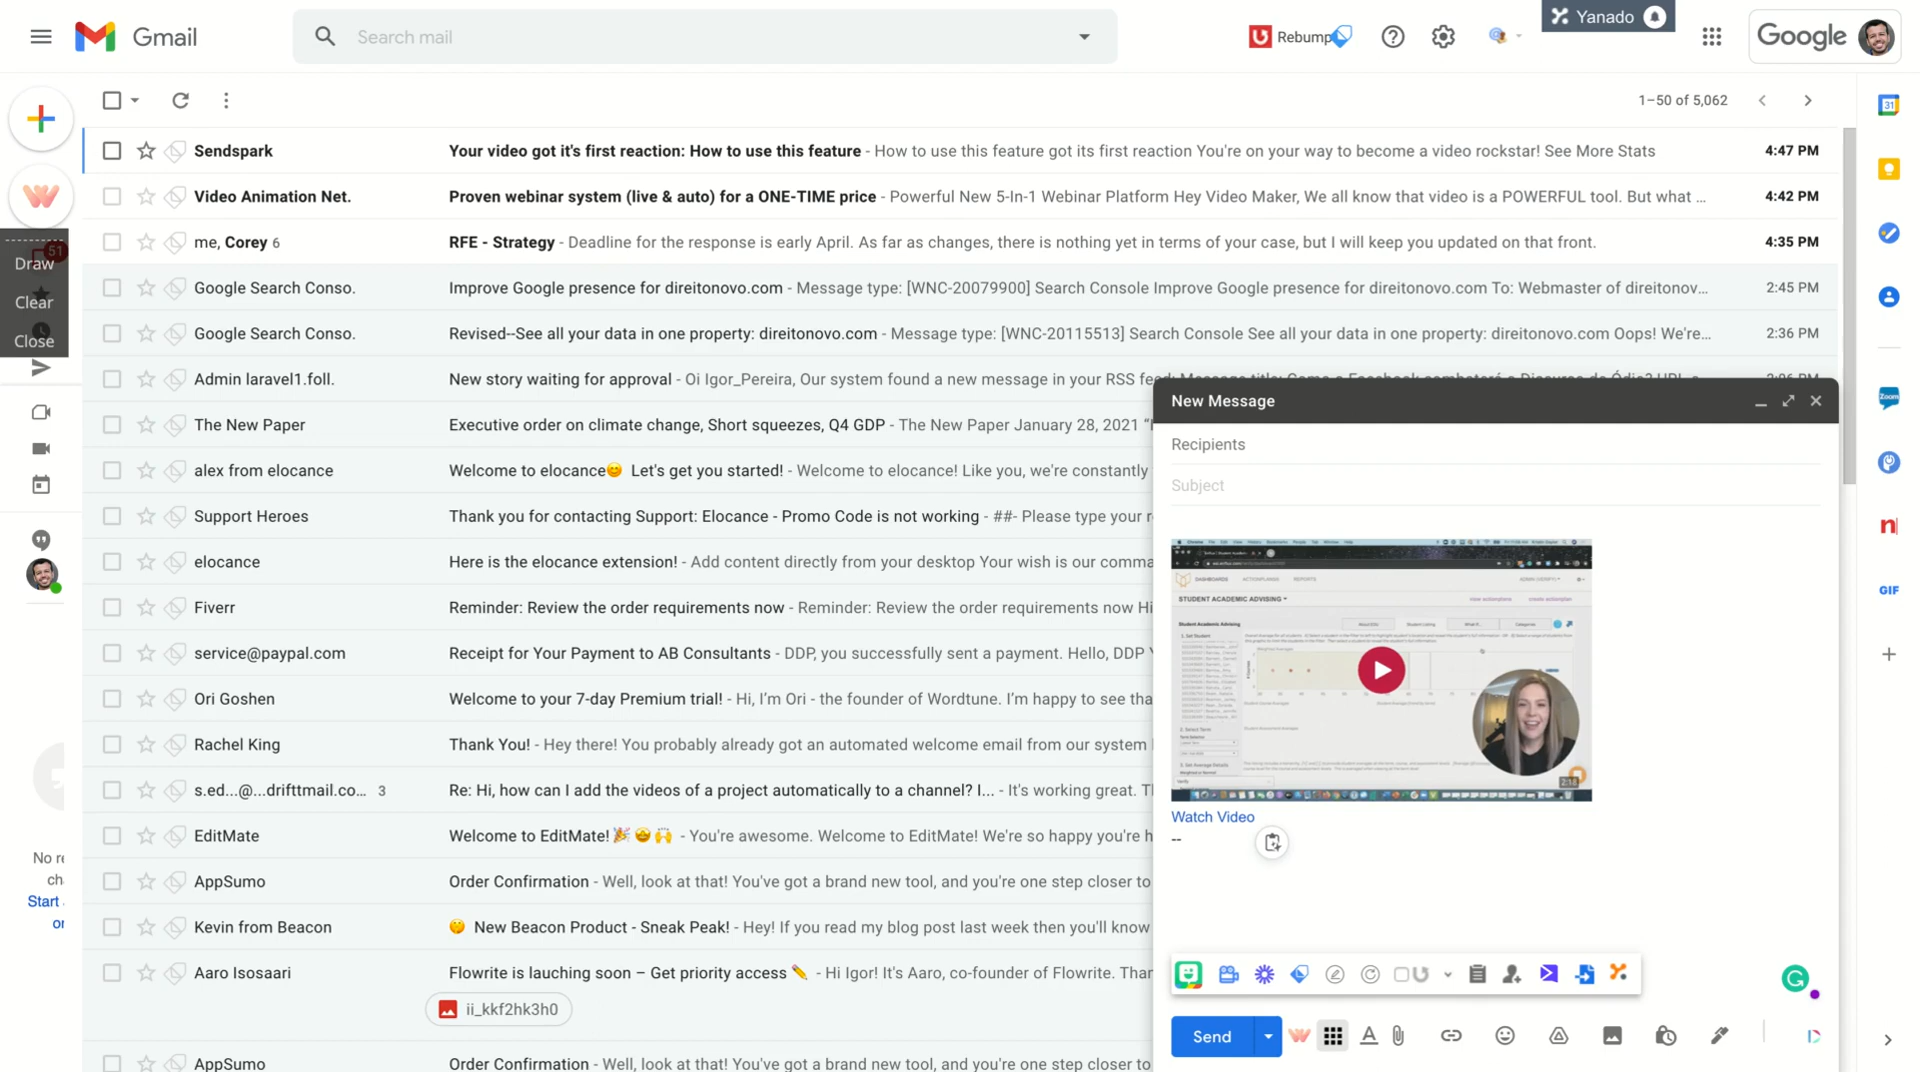 Gmail
Search mail
Rebump
Yanado
Google
1–50 of 5,062
Sendspark Your video got it's first reaction: How to use this feature - How to use this feature got its first reaction You're on your way to become a video rockstar! See More Stats 4:47 PM
Video Animation Net. Proven webinar system (live & auto) for a ONE-TIME price - Powerful New 5-In-1 Webinar Platform Hey Video Maker, We all know that video is a POWERFUL tool. But what ... 4:42 PM
me, Corey 6 RFE - Strategy - Deadline for the response is early April. As far as changes, there is nothing yet in terms of your case, but I will keep you updated on that front. 4:35 PM
51
Draw
Clear
Close
Google Search Conso. Improve Google presence for direitonovo.com - Message type: [WNC-20079900] Search Console Improve Google presence for direitonovo.com To: Webmaster of direitonov... 2:45 PM
Google Search Conso. Revised--See all your data in one property: direitonovo.com - Message type: [WNC-20115513] Search Console See all your data in one property: direitonovo.com Oops! We're... 2:36 PM
Admin laravel1.foll. New story waiting for approval - Oi Igor_Pereira, Our system found a new message in your RSS
The New Paper Executive order on climate change, Short squeezes, Q4 GDP - The New Paper January 28, 2021
alex from elocance Welcome to elocance😊 Let's get you started! - Welcome to elocance! Like you, we're constantly
Support Heroes Thank you for contacting Support: Elocance - Promo Code is not working - ##- Please type your
elocance Here is the elocance extension! - Add content directly from your desktop Your wish is our comma
Fiverr Reminder: Review the order requirements now - Reminder: Review the order requirements now Hi
service@paypal.com Receipt for Your Payment to AB Consultants - DDP, you successfully sent a payment. Hello, DDP
Ori Goshen Welcome to your 7-day Premium trial! - Hi, I'm Ori - the founder of Wordtune. I'm happy to see tha
Rachel King Thank You! - Hey there! You probably already got an automated welcome email from our system
s.ed...@...drifttmail.co... 3 Re: Hi, how can I add the videos of a project automatically to a channel? I... - It's working great. T
EditMate Welcome to EditMate!🎉🤩🙌 - You're awesome. Welcome to EditMate! We're so happy you're h
AppSumo Order Confirmation - Well, look at that! You've got a brand new tool, and you're one step closer to
Kevin from Beacon 😋 New Beacon Product - Sneak Peak! - Hey! If you read my blog post last week then you'll know
Aaro Isosaari Flowrite is lauching soon – Get priority access ✏️ - Hi Igor! It's Aaro, co-founder of Flowrite. Than
ii_kkf2hk3h0
AppSumo Order Confirmation - Well, look at that! You've got a brand new tool, and you're one step closer to
No re
ch
Start
or
New Message
Recipients
Subject
DASHBOARDS ACTIONPLANS REPORTS
STUDENT ACADEMIC ADVISING
Student Academic Advising
2:18
Watch Video
--
Send
31
zoom
n
GIF